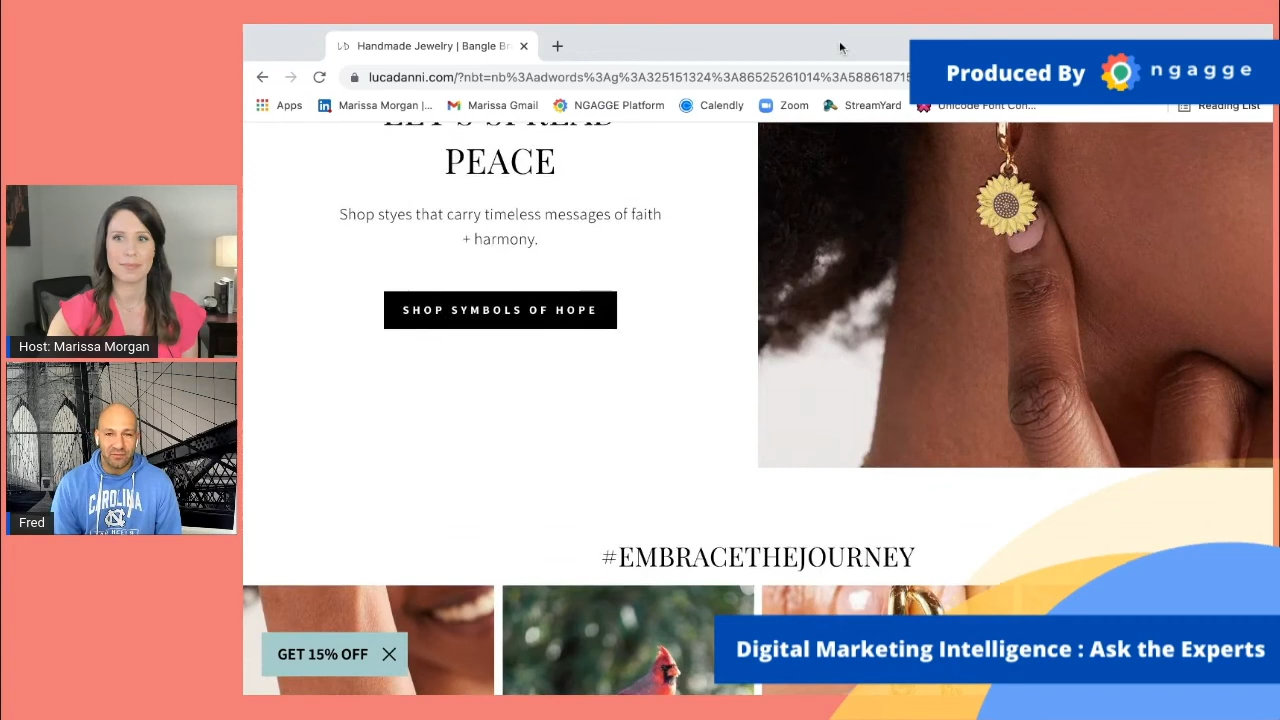 Handmade Jewelry | Bangle Br
lucadanni.com/?nbt=nb%3Aadwords%3Ag%3A325151324%3A86525261014%3A588618715
Produced By ngagge
Apps
Marissa Morgan |...
Marissa Gmail
NGAGGE Platform
Calendly
Zoom
StreamYard
Unicode Font Con...
Reading List
LET'S SPREAD
PEACE
Shop styes that carry timeless messages of faith
+ harmony.
SHOP SYMBOLS OF HOPE
Host: Marissa Morgan
CAROLINA
Fred
#EMBRACETHEJOURNEY
GET 15% OFF
Digital Marketing Intelligence : Ask the Experts